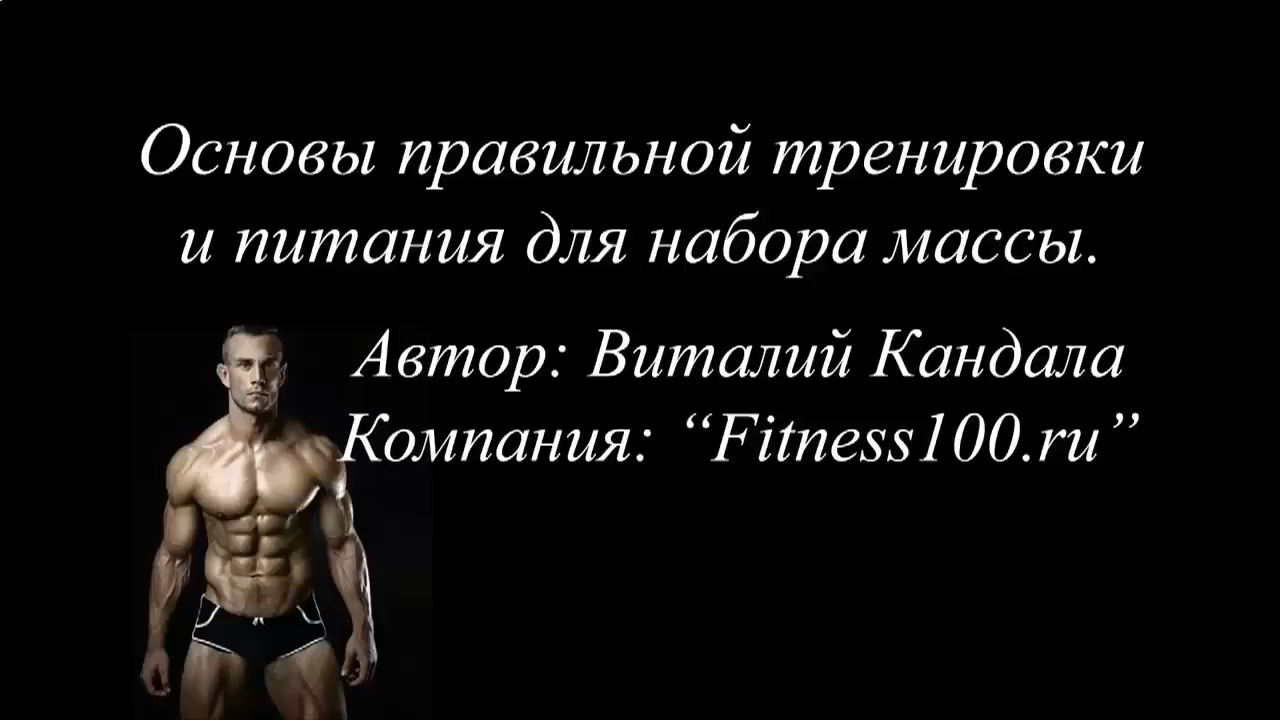 Основы правильной тренировки
и питания для набора массы.
Автор: Виталий Кандала
Компания: “Fitness100.ru”